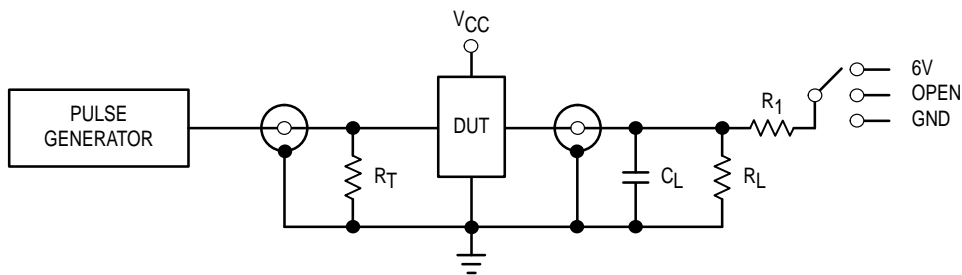 VCC
PULSE
GENERATOR
DUT
RT
CL
RL
R1
6V
OPEN
GND